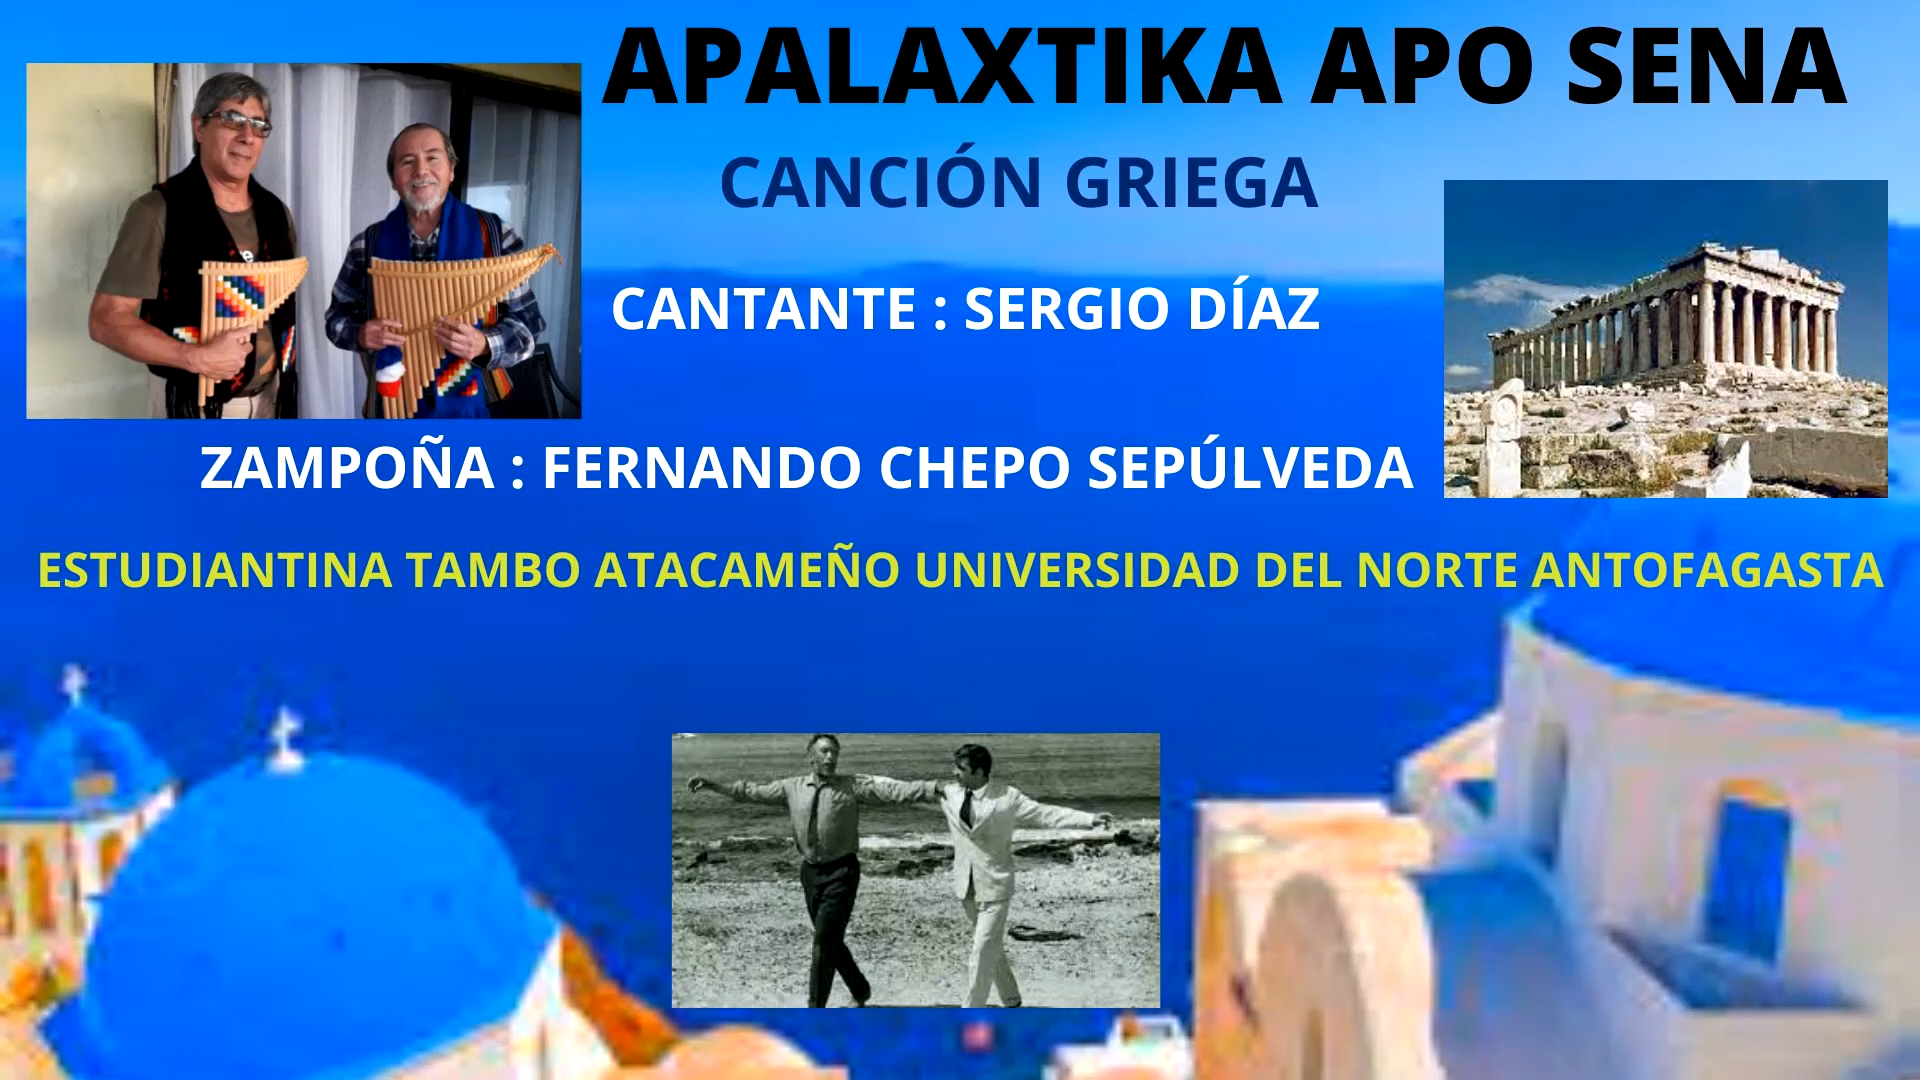 APALAXTIKA APO SENA
CANCIÓN GRIEGA
CANTANTE : SERGIO DÍAZ
ZAMPOÑA : FERNANDO CHEPO SEPÚLVEDA
ESTUDIANTINA TAMBO ATACAMEÑO UNIVERSIDAD DEL NORTE ANTOFAGASTA